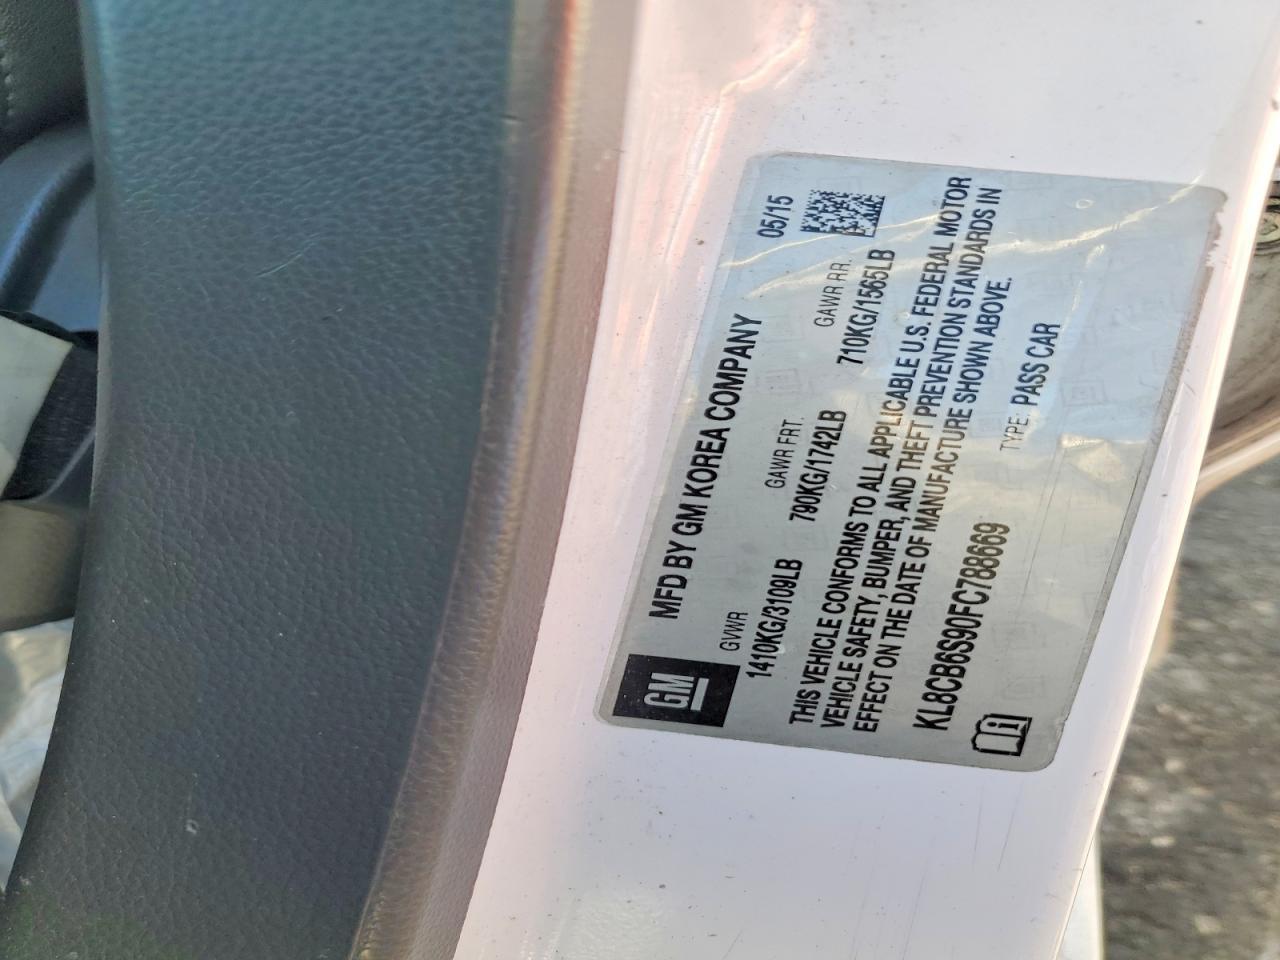 GM
MFD BY GM KOREA COMPANY 05/15
GVWR GAWR FRT. GAWR RR.
1410KG/3109LB 790KG/1742LB 710KG/1565LB
THIS VEHICLE CONFORMS TO ALL APPLICABLE U.S. FEDERAL MOTOR
VEHICLE SAFETY, BUMPER, AND THEFT PREVENTION STANDARDS IN
EFFECT ON THE DATE OF MANUFACTURE SHOWN ABOVE.
KL8CB6S90FC788669 TYPE: PASS CAR